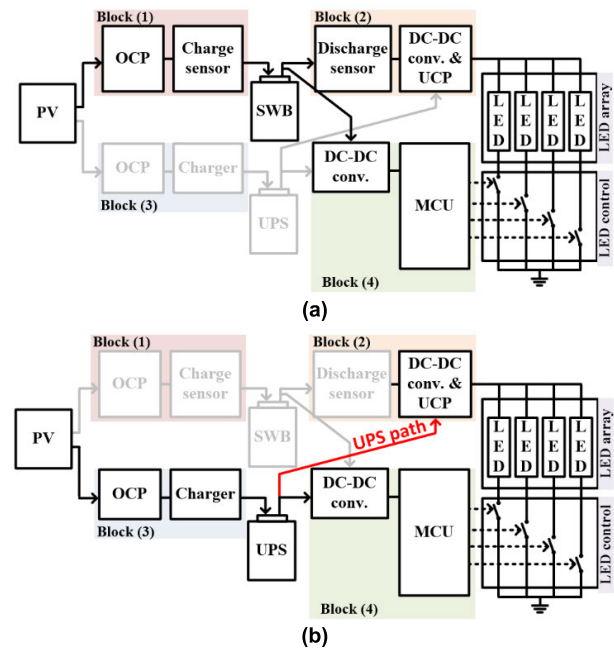 Block (1)
Block (2)
OCP
Charge
sensor
Discharge
sensor
DC-DC
conv. &
UCP
PV
SWB
LED
LED
LED
LED
LED array
OCP
Charger
UPS
DC-DC
conv.
MCU
LED control
Block (3)
Block (4)
(a)
Block (1)
Block (2)
OCP
Charge
sensor
Discharge
sensor
DC-DC
conv. &
UCP
PV
SWB
UPS path
LED
LED
LED
LED
LED array
OCP
Charger
UPS
DC-DC
conv.
MCU
LED control
Block (3)
Block (4)
(b)